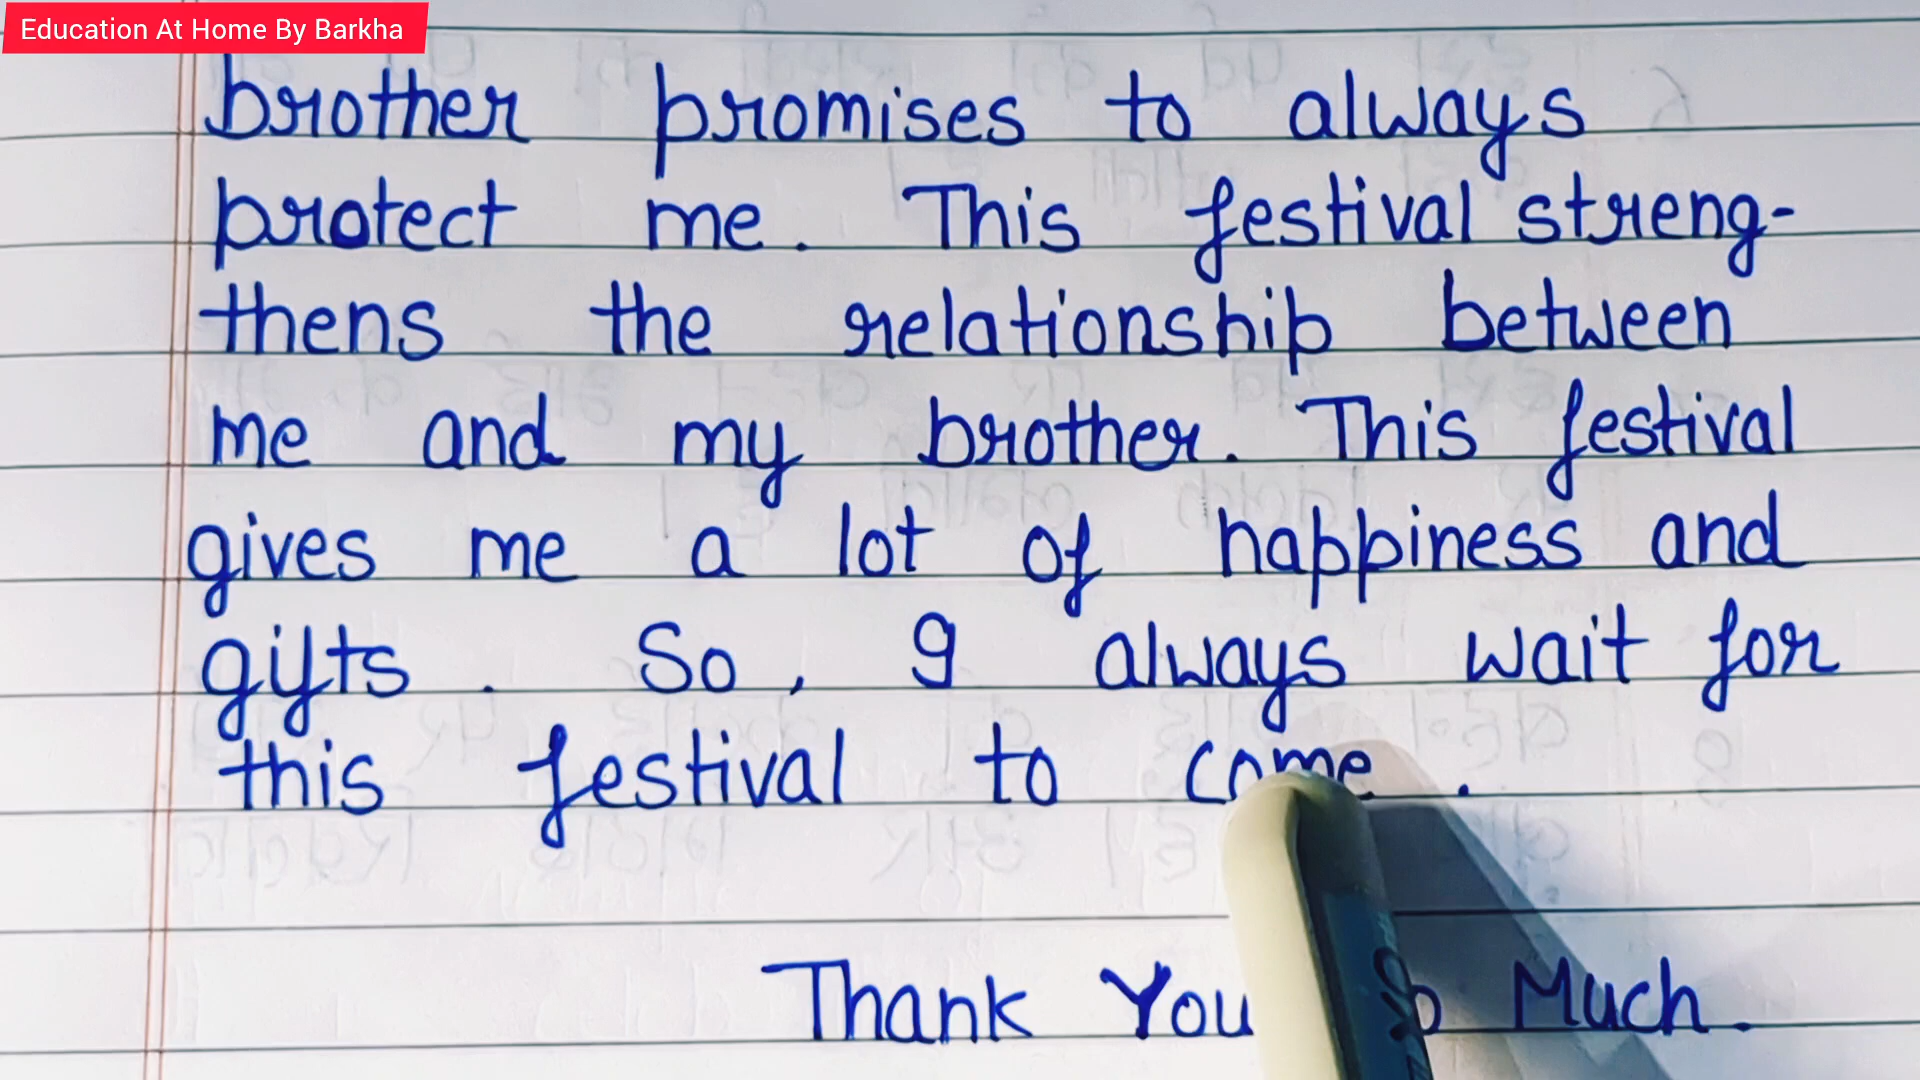 Education At Home By Barkha
brother promises to always
protect me. This festival streng-
thens the relationship between
me and my brother. This festival
gives me a lot of happiness and
gifts. So, I always wait for
this festival to come.
Thank You Much.